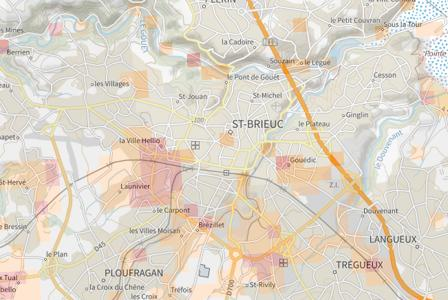 le Petit Couvran
Sous la Tour
la Cadoire
Souzain
le Légué
Berrien
le Pont de Gouët
Cesson
les Villages
St-Jouan
St-Michel
Ginglin
ST-BRIEUC
le Plateau
la Ville Hellio
Gouédic
le Douvenant
St-Hervé
Launivier
Z.I.
le Carpont
Douvenant
Brézillet
les Villes Moisan
LANGUEUX
le Plan
D45
PLOUFRAGAN
TRÉGUEUX
la Croix du Chêne
Tréfois
D700
St-Rivily
les Croix